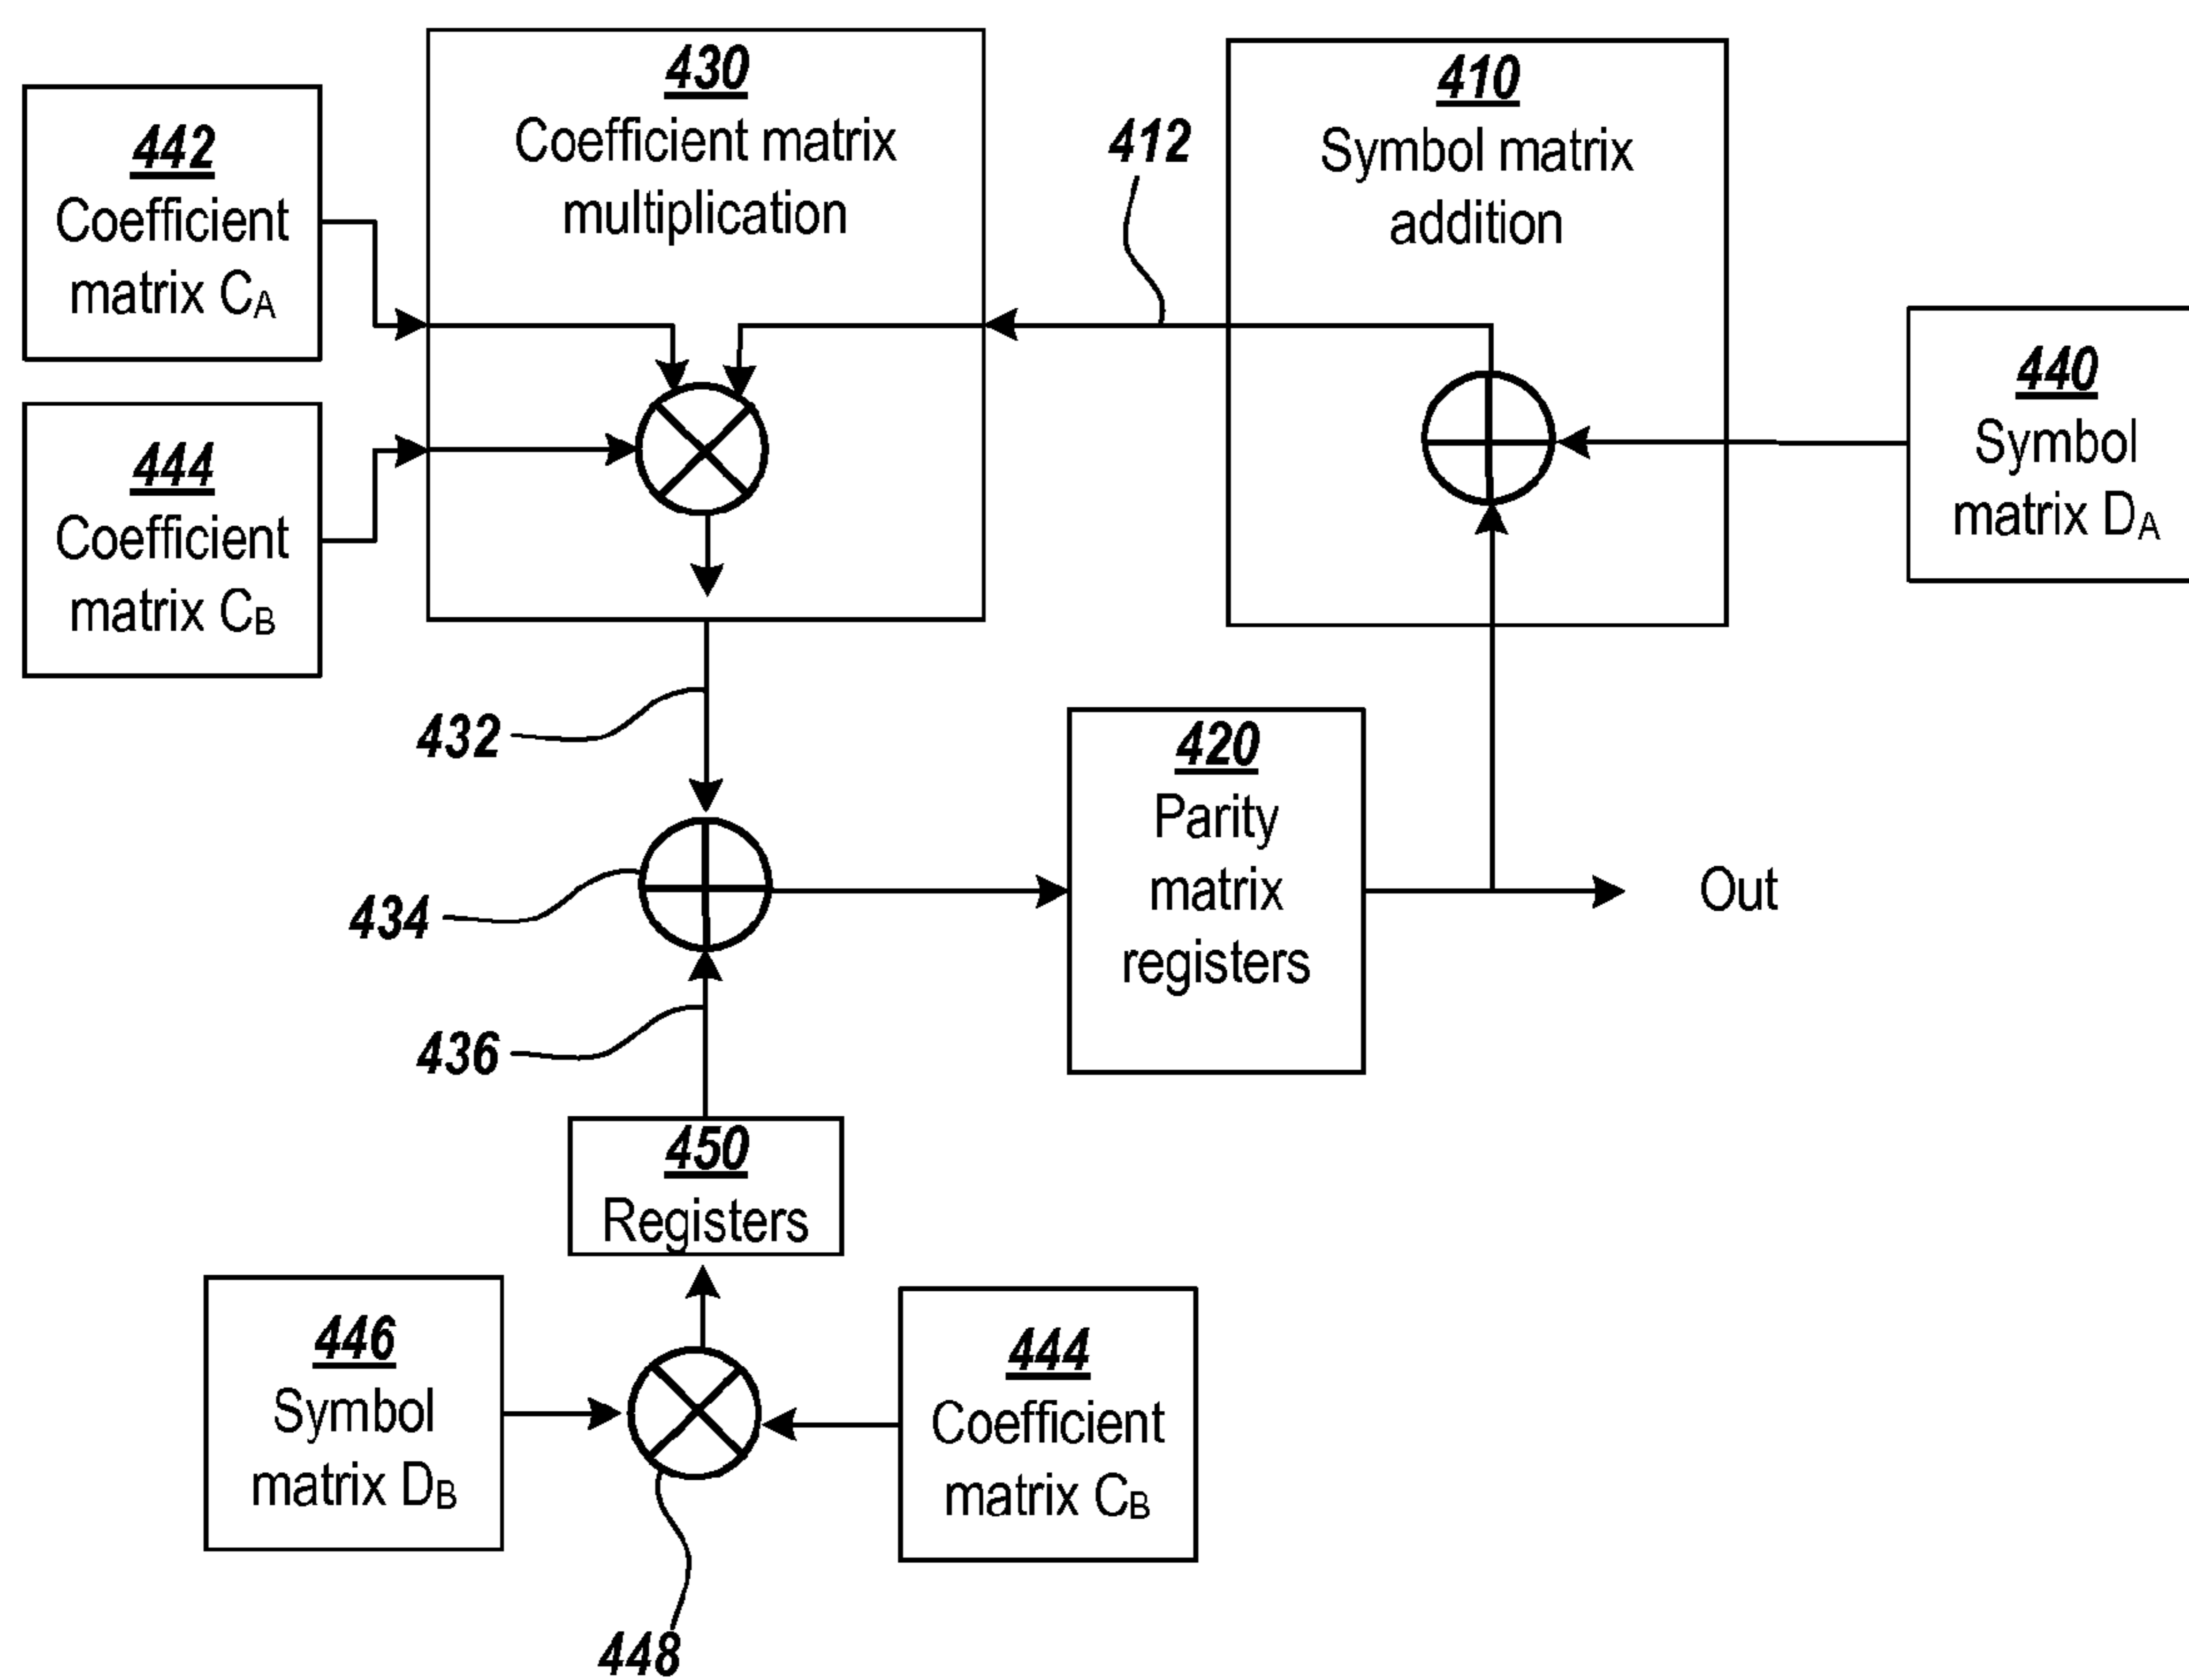 430
Coefficient matrix
multiplication
410
Symbol matrix
addition
442
Coefficient
matrix CA
412
440
Symbol
matrix DA
444
Coefficient
matrix CB
432
420
Parity
matrix
registers
434
Out
436
450
Registers
446
Symbol
matrix DB
444
Coefficient
matrix CB
448